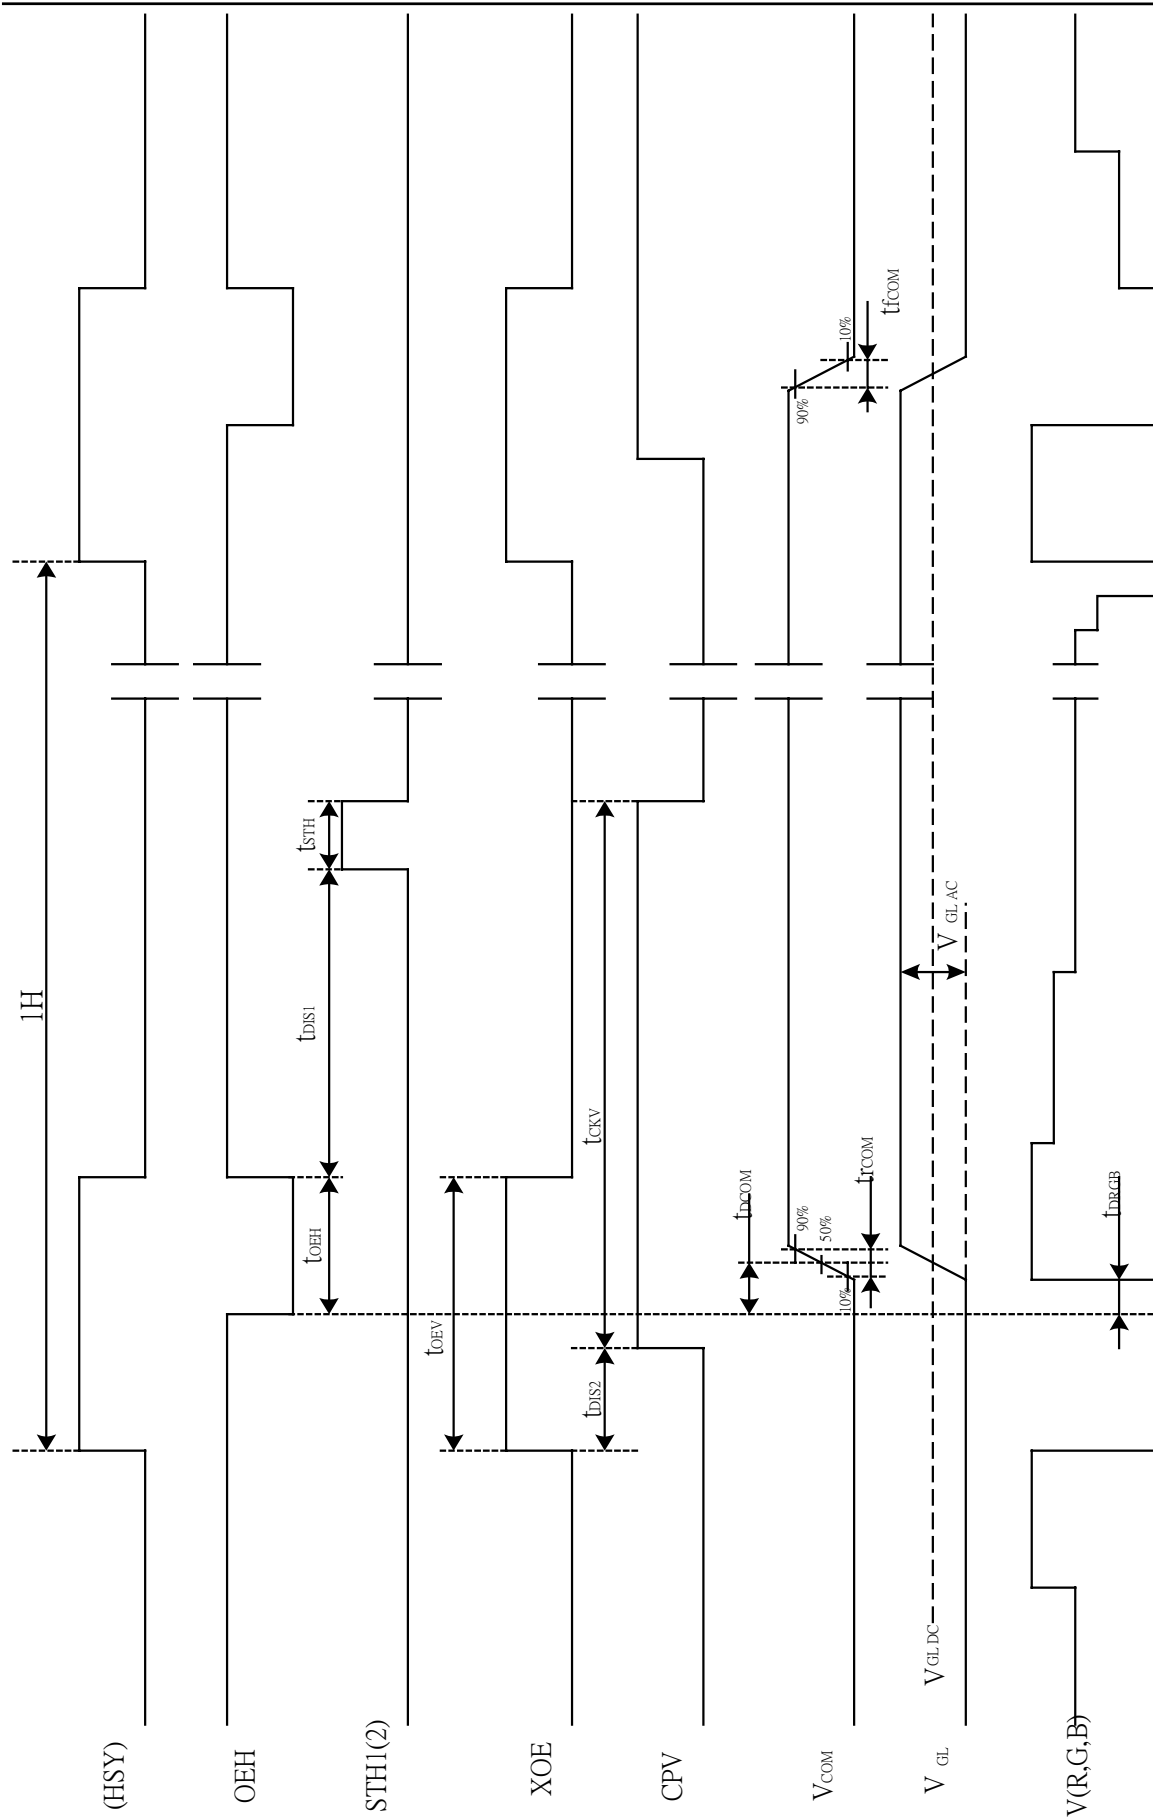 1H
(HSY)
OEH
tOEH
tDIS1
tSTH
STH1(2)
tOEV
XOE
tDIS2
tCKV
CPV
tDCOM
90%
50%
10%
trCOM
90%
10%
tfCOM
VCOM
VGL DC
V GL AC
V GL
tDRGB
V(R,G,B)